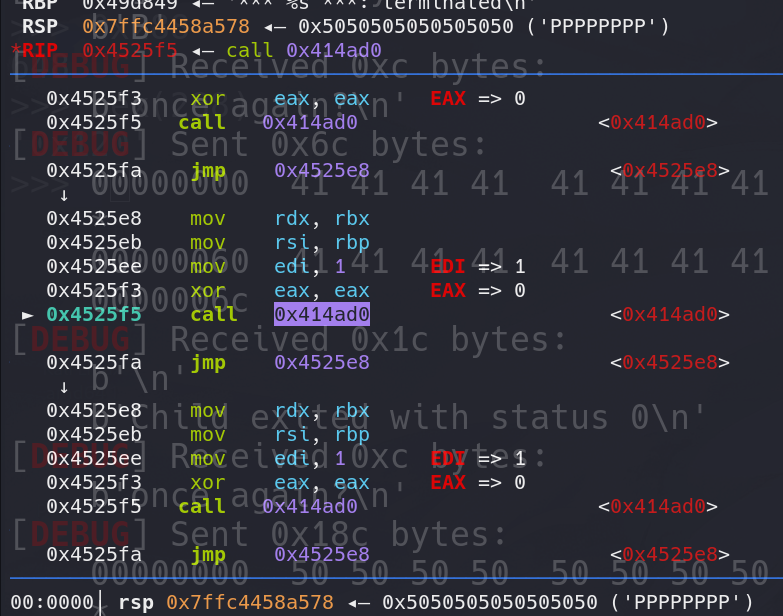 RBP 0x49d849 ◂— '*** %s ***: terminated\n'
b'B'
RSP 0x7ffc4458a578 ◂— 0x5050505050505050 ('PPPPPPPP')
*RIP 0x4525f5 ◂— call 0x414ad0
[DEBUG] Received 0xc bytes:
0x4525f3 xor eax, eax EAX => 0
b'once again?\n'
0x4525f5 call 0x414ad0 <0x414ad0>
[DEBUG] Sent 0x6c bytes:
0x4525fa jmp 0x4525e8 <0x4525e8>
00000000 41 41 41 41 41 41 41 41
↓
0x4525e8 mov rdx, rbx
0x4525eb mov rsi, rbp
00000060 41 41 41 41 41 41 41 41
0x4525ee mov edi, 1 EDI => 1
0x4525f3 xor eax, eax EAX => 0
0000006c
► 0x4525f5 call 0x414ad0 <0x414ad0>
[DEBUG] Received 0x1c bytes:
0x4525fa jmp 0x4525e8 <0x4525e8>
b'\n'
↓
0x4525e8 mov rdx, rbx
b'Child exited with status 0\n'
0x4525eb mov rsi, rbp
0x4525ee mov edi, 1 EDI => 1
[DEBUG] Received 0xc bytes:
0x4525f3 xor eax, eax EAX => 0
b'once again?\n'
0x4525f5 call 0x414ad0 <0x414ad0>
[DEBUG] Sent 0x18c bytes:
0x4525fa jmp 0x4525e8 <0x4525e8>
00000000 50 50 50 50 50 50 50 50
00:0000│ rsp 0x7ffc4458a578 ◂— 0x5050505050505050 ('PPPPPPPP')